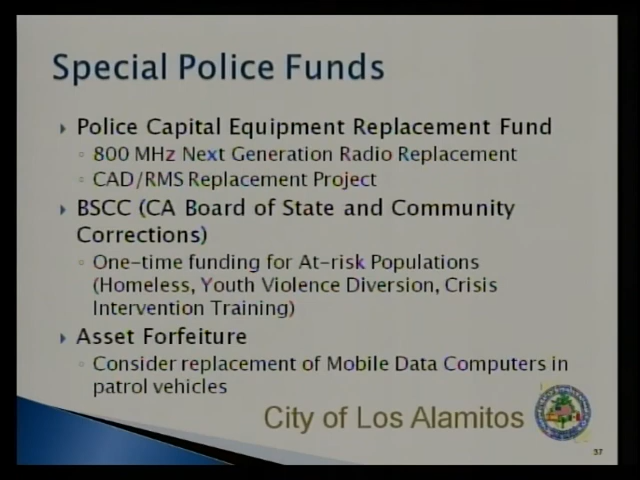 Special Police Funds
Police Capital Equipment Replacement Fund
800 MHz Next Generation Radio Replacement
CAD/RMS Replacement Project
BSCC (CA Board of State and Community
Corrections)
One-time funding for At-risk Populations
(Homeless, Youth Violence Diversion, Crisis
Intervention Training)
Asset Forfeiture
Consider replacement of Mobile Data Computers in
patrol vehicles
City of Los Alamitos
37